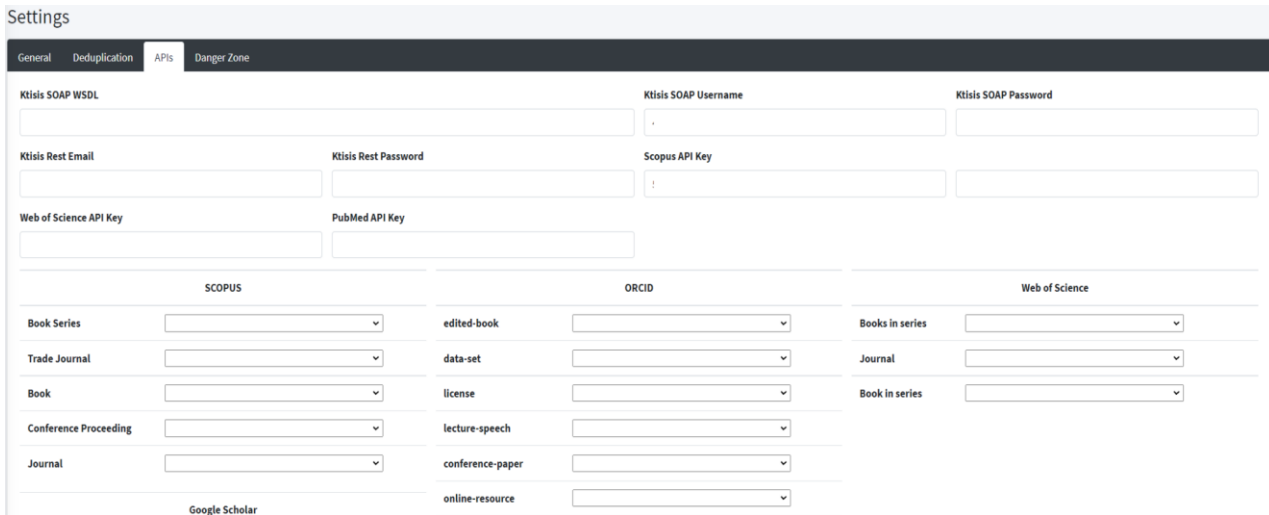 Settings
General Deduplication APIs Danger Zone
Ktisis SOAP WSDL Ktisis SOAP Username Ktisis SOAP Password
Ktisis Rest Email Ktisis Rest Password Scopus API Key
Web of Science API Key PubMed API Key
SCOPUS ORCID Web of Science
Book Series edited-book Books in series
Trade Journal data-set Journal
Book license Book in series
Conference Proceeding lecture-speech
Journal conference-paper
online-resource
Google Scholar